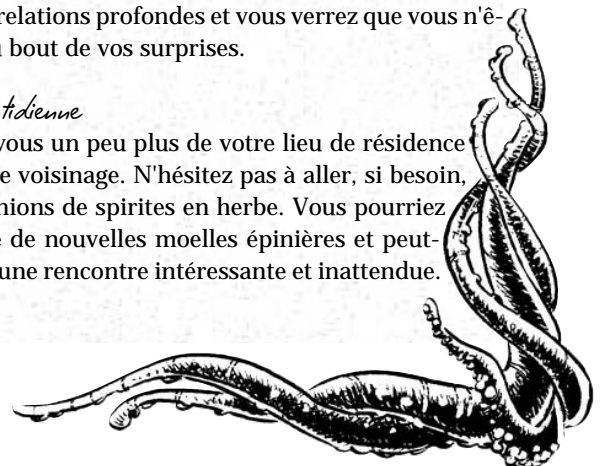 relations profondes et vous verrez que vous n'ê-
bout de vos surprises.
tidienne
vous un peu plus de votre lieu de résidence
e voisinage. N'hésitez pas à aller, si besoin,
nions de spirites en herbe. Vous pourriez
e de nouvelles moelles épinières et peut-
une rencontre intéressante et inattendue.